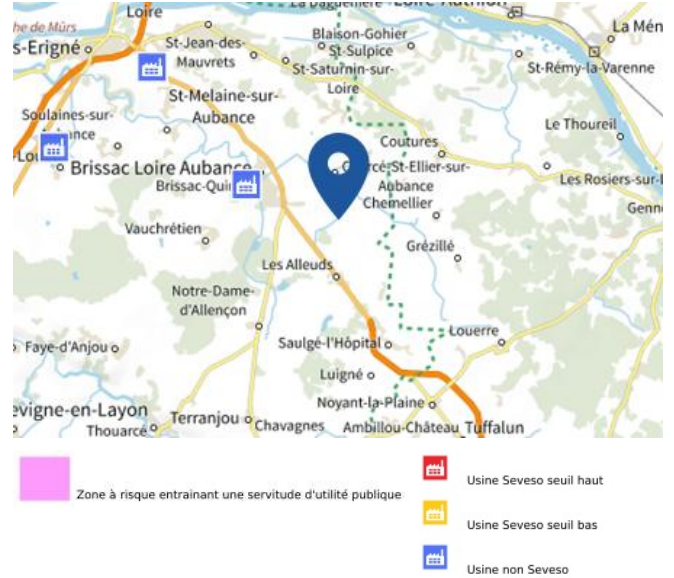 Loire
La Daguenière
Loire-Authion
he de Mûrs
s-Erigné
Blaison-Gohier
St-Sulpice
La Mén
St-Jean-des-
Mauvrets
St-Saturnin-sur-
Loire
St-Rémy-la-Varenne
St-Melaine-sur-
Aubance
Soulaines-sur-
Le Thoureil
Coutures
Brissac Loire Aubance
Brissac-Qui
St-Ellier-sur-
Aubance
Les Rosiers-sur-
Chemellier
Genn
Vauchrétien
Grézillé
Les Alleuds
Notre-Dame-
d'Allençon
Louerre
Faye-d'Anjou
Saulgé-l'Hôpital
Luigné
evigne-en-Layon
Noyant-la-Plaine
Thouarcé
Terranjou
Chavagnes
Ambillou-Château
Tuffalun
Zone à risque entrainant une servitude d'utilité publique
Usine Seveso seuil haut
Usine Seveso seuil bas
Usine non Seveso